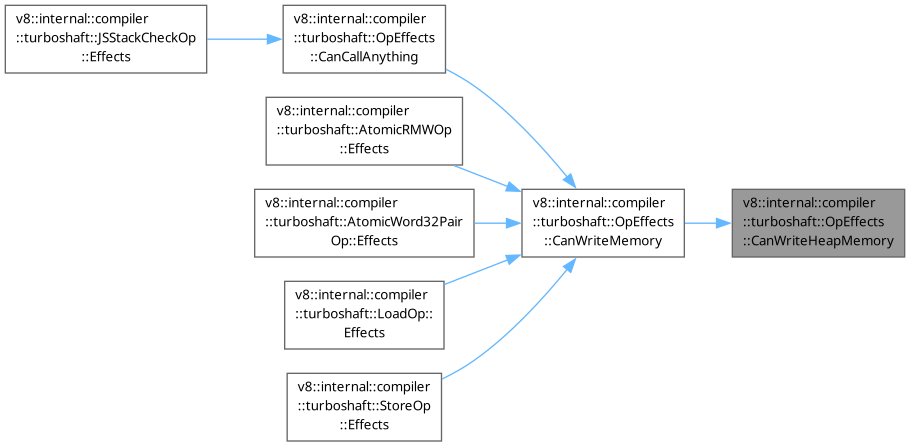 v8::internal::compiler
::turboshaft::JSStackCheckOp
::Effects
v8::internal::compiler
::turboshaft::OpEffects
::CanCallAnything
v8::internal::compiler
::turboshaft::AtomicRMWOp
::Effects
v8::internal::compiler
::turboshaft::AtomicWord32Pair
Op::Effects
v8::internal::compiler
::turboshaft::LoadOp::
Effects
v8::internal::compiler
::turboshaft::StoreOp
::Effects
v8::internal::compiler
::turboshaft::OpEffects
::CanWriteMemory
v8::internal::compiler
::turboshaft::OpEffects
::CanWriteHeapMemory